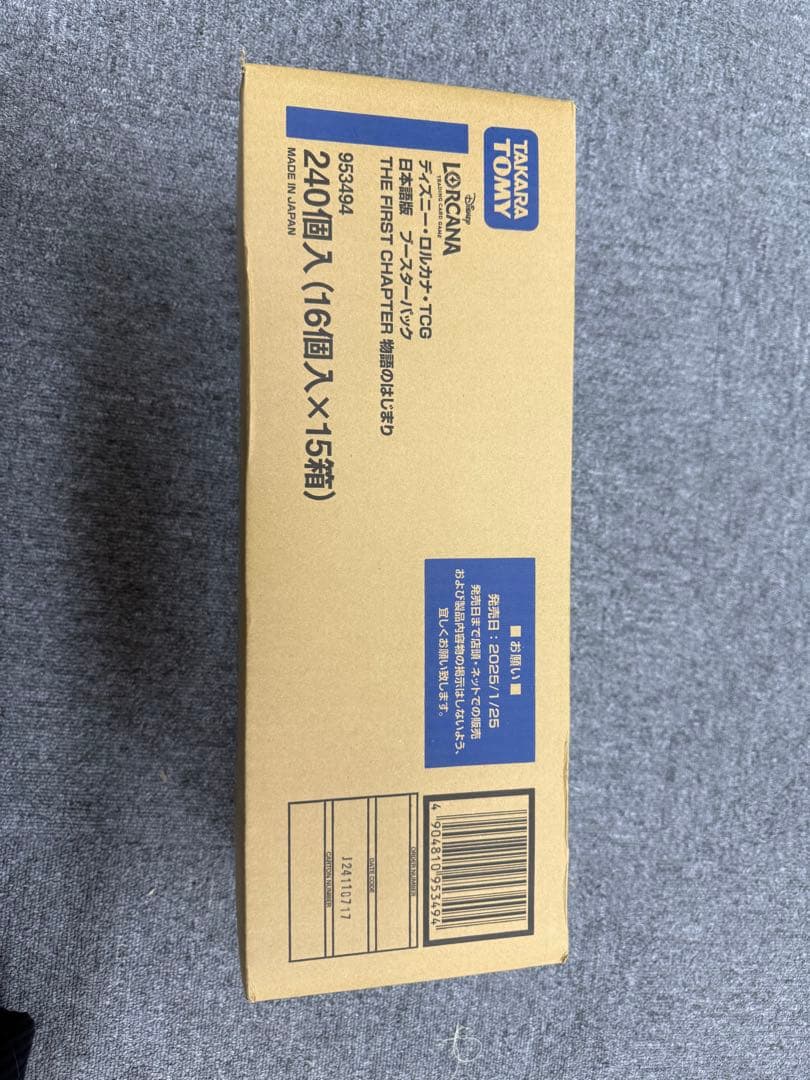 TAKARA
TOMY
Disney
LORCANA
TRADING CARD GAME
ディズニー・ロルカナ・TCG
日本語版 ブースターパック
THE FIRST CHAPTER 物語のはじまり
953494
240個入(16個入×15箱)
MADE IN JAPAN
■お願い■
発売日:2025/1/25
発売日まで店頭・ネットでの販売
および製品内容物の掲示はしないよう、
宜しくお願い致します。
4 904810 953494
ORDER NUMBER
DATE CODE
J24110717
CARTON NUMBER